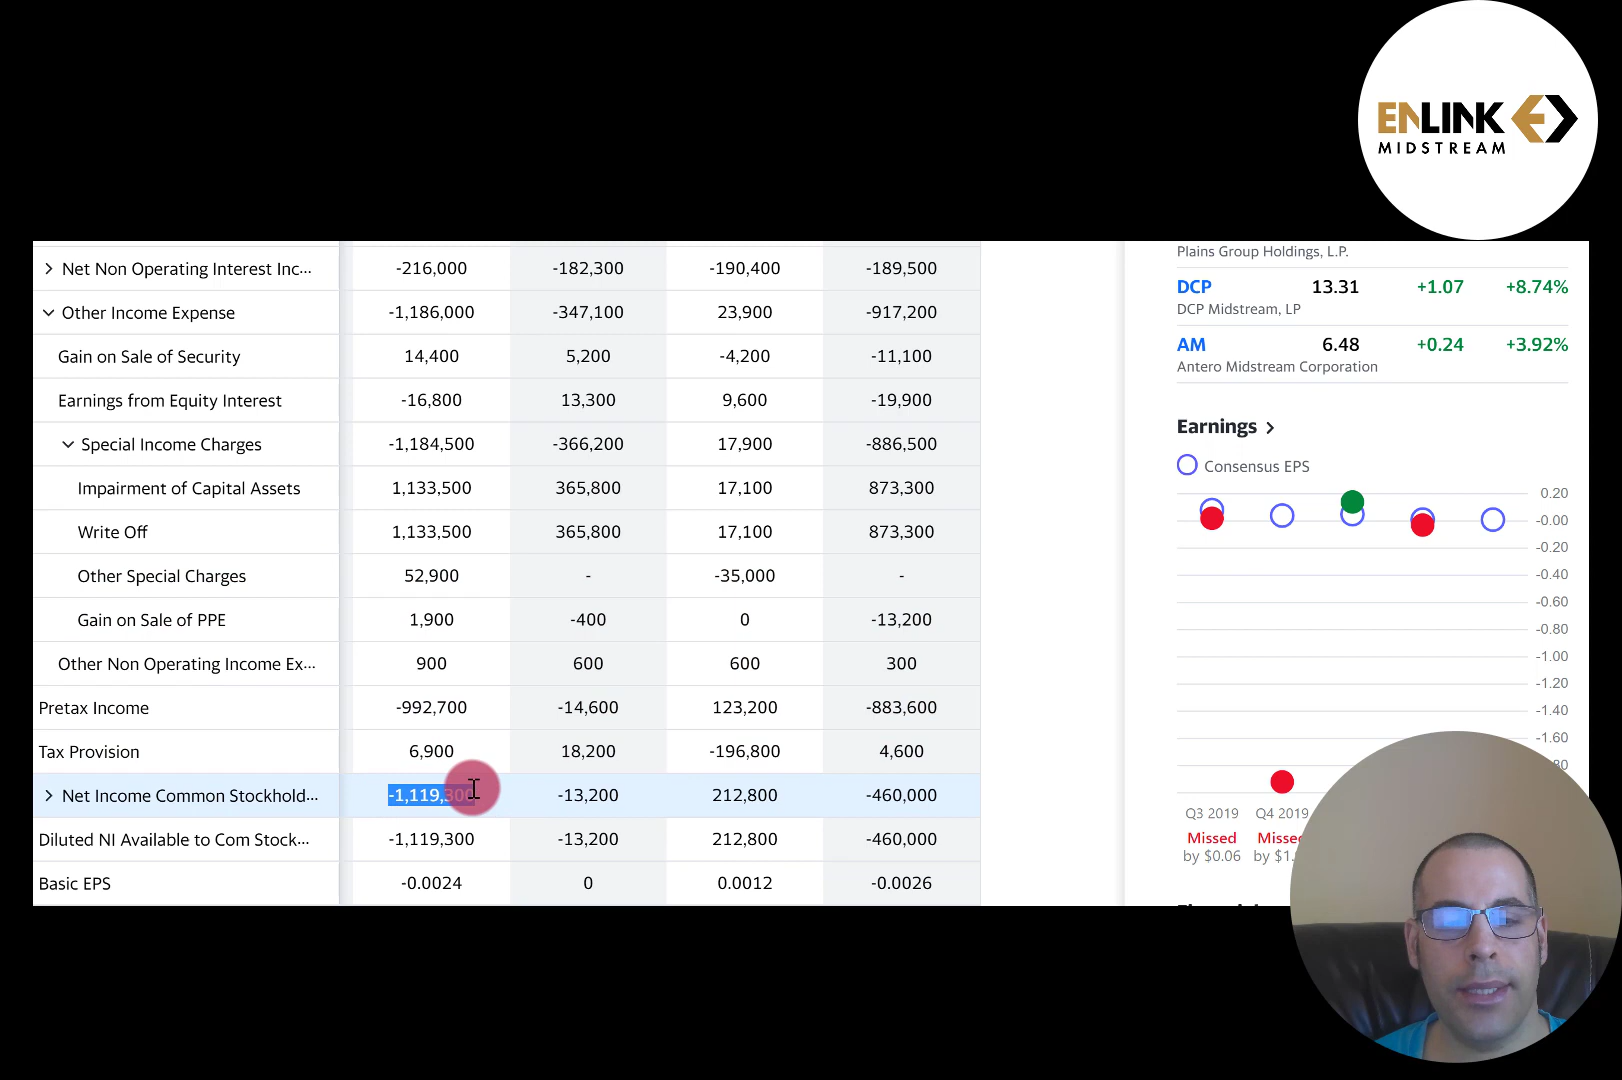 ENLINK
MIDSTREAM
Net Non Operating Interest Inc... -216,000 -182,300 -190,400 -189,500
Other Income Expense -1,186,000 -347,100 23,900 -917,200
Gain on Sale of Security 14,400 5,200 -4,200 -11,100
Earnings from Equity Interest -16,800 13,300 9,600 -19,900
Special Income Charges -1,184,500 -366,200 17,900 -886,500
Impairment of Capital Assets 1,133,500 365,800 17,100 873,300
Write Off 1,133,500 365,800 17,100 873,300
Other Special Charges 52,900 - -35,000 -
Gain on Sale of PPE 1,900 -400 0 -13,200
Other Non Operating Income Ex... 900 600 600 300
Pretax Income -992,700 -14,600 123,200 -883,600
Tax Provision 6,900 18,200 -196,800 4,600
Net Income Common Stockhold... -1,119,300 -13,200 212,800 -460,000
Diluted NI Available to Com Stock... -1,119,300 -13,200 212,800 -460,000
Basic EPS -0.0024 0 0.0012 -0.0026
Plains Group Holdings, L.P.
DCP 13.31 +1.07 +8.74%
DCP Midstream, LP
AM 6.48 +0.24 +3.92%
Antero Midstream Corporation
Earnings
Consensus EPS
0.20
-0.00
-0.20
-0.40
-0.60
-0.80
-1.00
-1.20
-1.40
-1.60
Q3 2019 Q4 2019
Missed Missed
by $0.06 by $1.